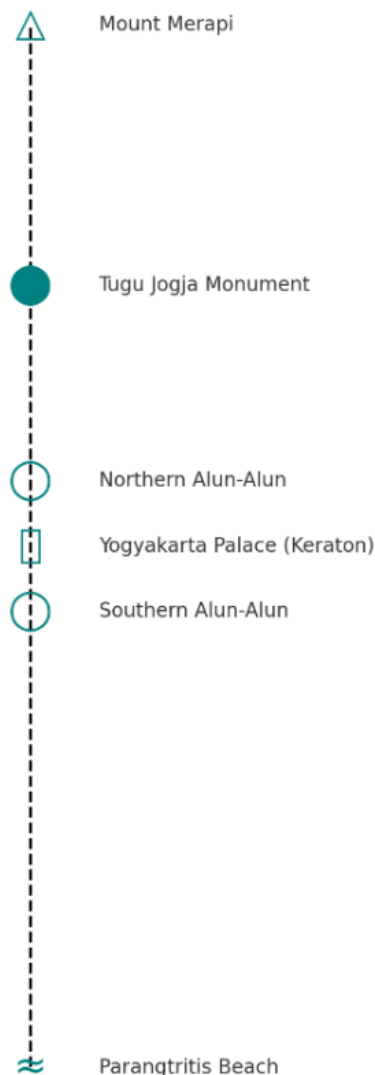 Mount Merapi
Tugu Jogja Monument
Northern Alun-Alun
Yogyakarta Palace (Keraton)
Southern Alun-Alun
Parangtritis Beach